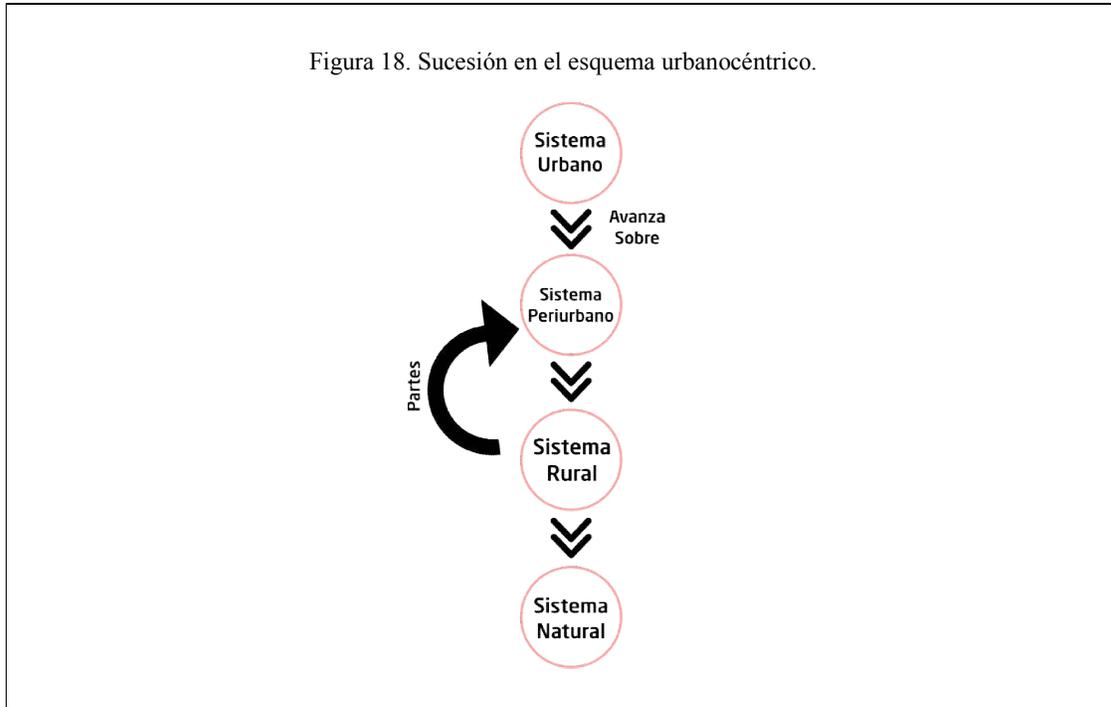 Figura 18. Sucesión en el esquema urbanocéntrico.
Sistema
Urbano
Avanza
Sobre
Sistema
Periurbano
Partes
Sistema
Rural
Sistema
Natural